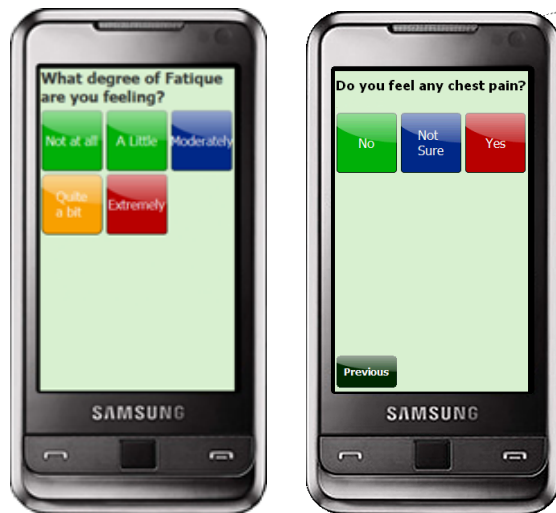 What degree of Fatique
are you feeling?
Not at all
A Little
Moderately
Quite
a bit
Extremely
SAMSUNG
Do you feel any chest pain?
No
Not
Sure
Yes
Previous
SAMSUNG